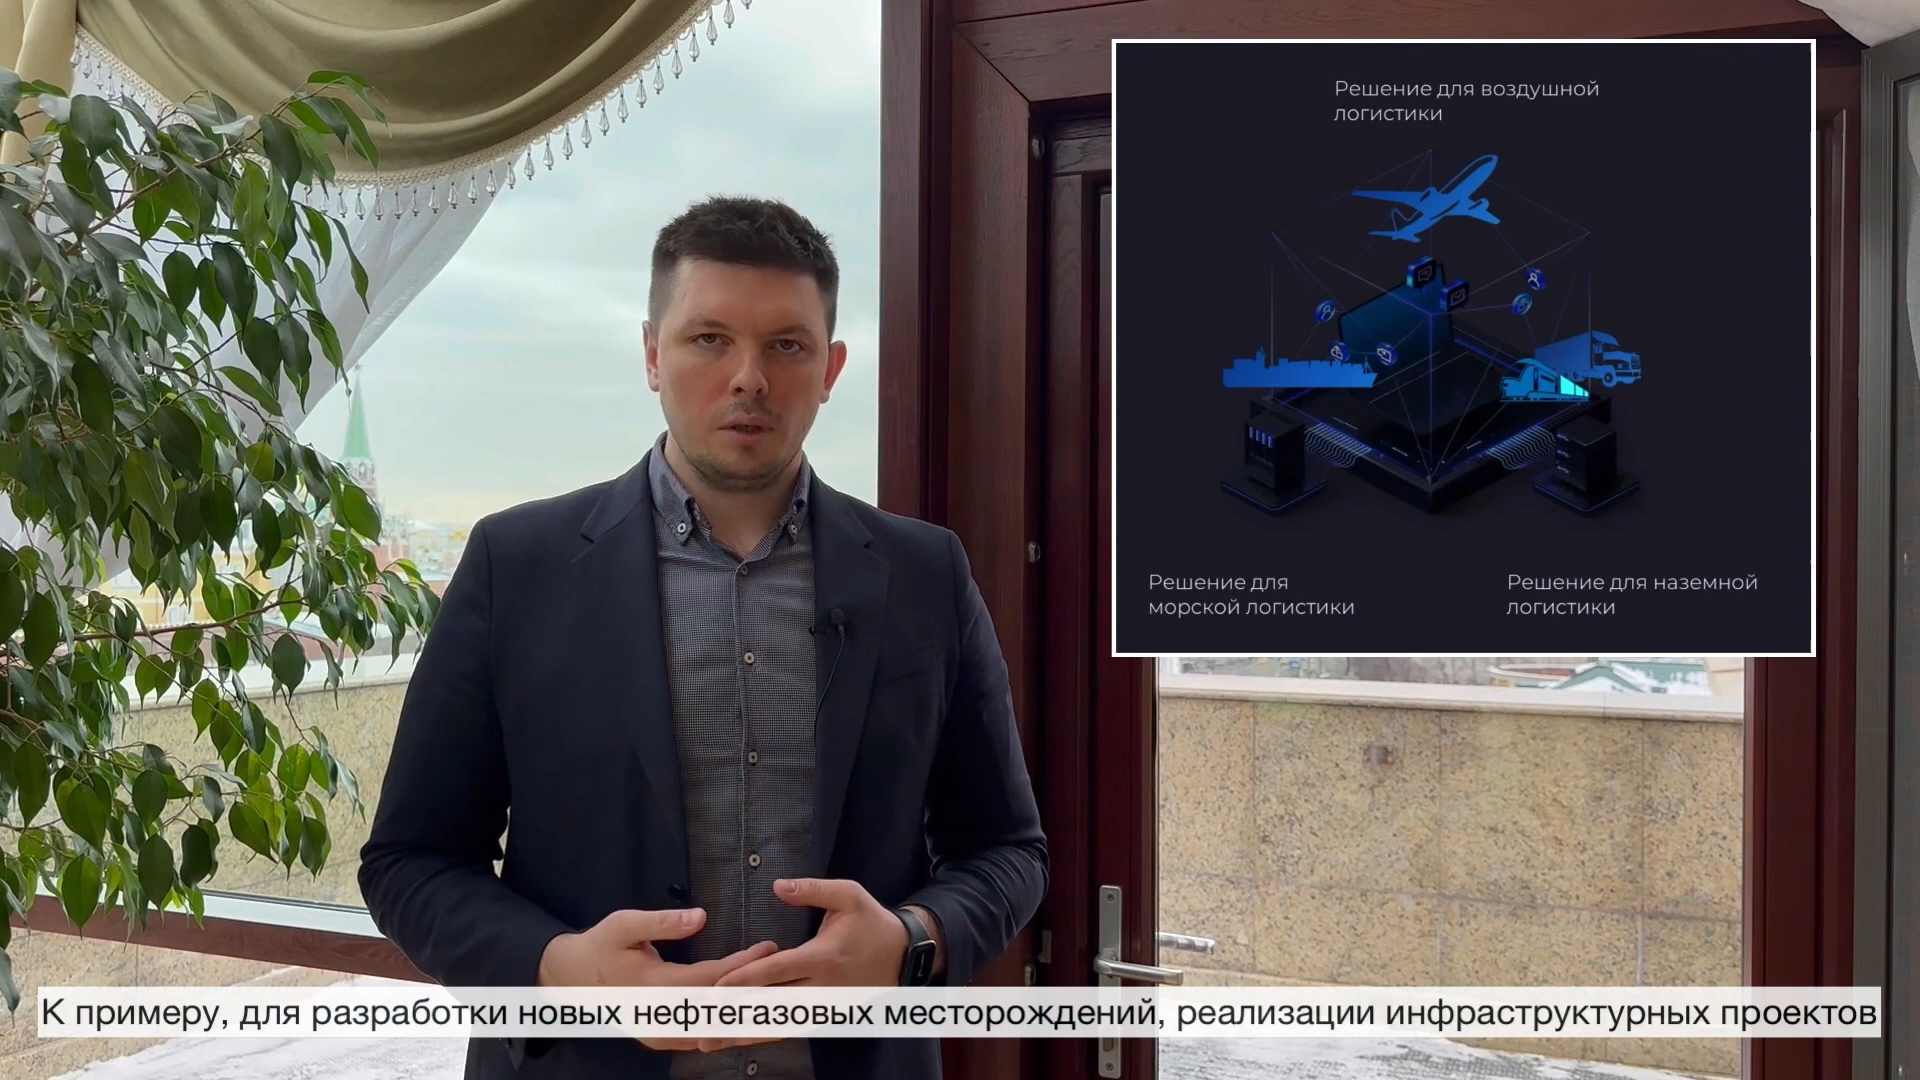 Решение для воздушной
логистики
Решение для
морской логистики
Решение для наземной
логистики
К примеру, для разработки новых нефтегазовых месторождений, реализации инфраструктурных проектов